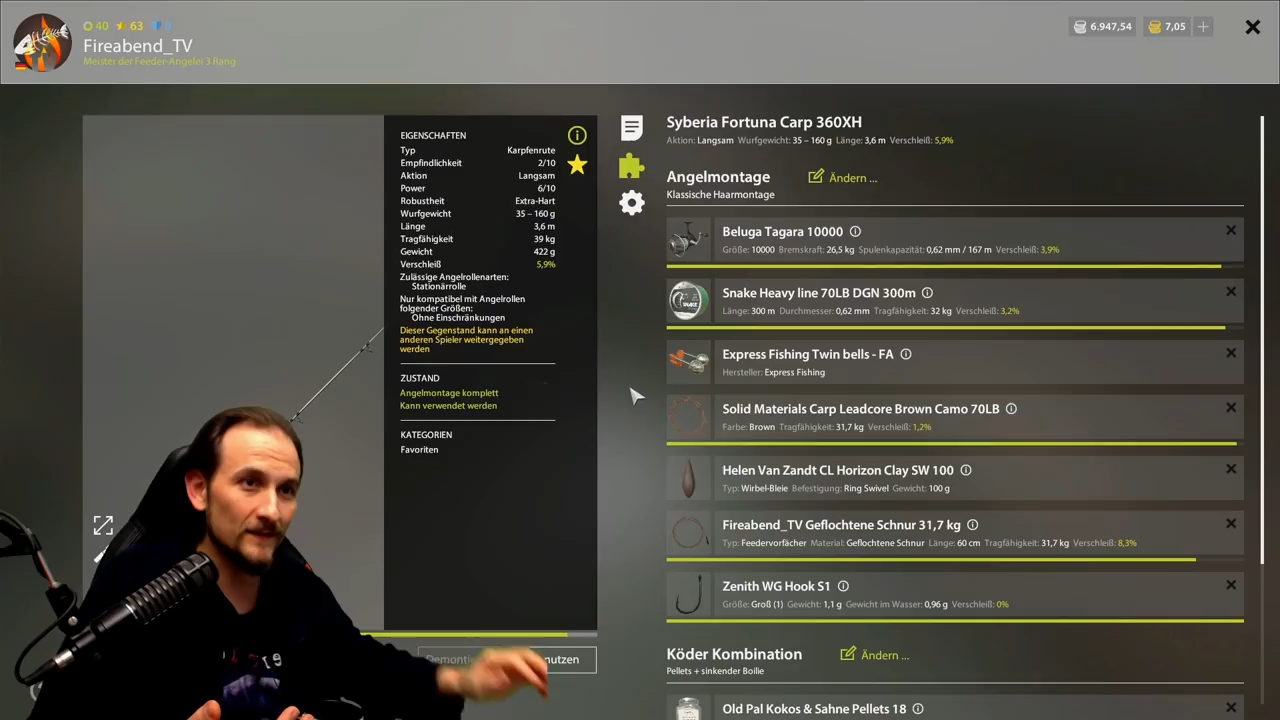 40 63
Fireabend_TV
Meister der Feeder-Angelei 3 Rang
6.947,54 7,05 +
EIGENSCHAFTEN
Typ Karpfenrute
Empfindlichkeit 2/10
Aktion Langsam
Power 6/10
Robustheit Extra-Hart
Wurfgewicht 35 – 160 g
Länge 3,6 m
Tragfähigkeit 39 kg
Gewicht 422 g
Verschleiß 5,9%
Zulässige Angelrollenarten:
Stationärrolle
Nur kompatibel mit Angelrollen
folgender Größen:
Ohne Einschränkungen
Dieser Gegenstand kann an einen
anderen Spieler weitergegeben
werden
ZUSTAND
Angelmontage komplett
Kann verwendet werden
KATEGORIEN
Favoriten
Syberia Fortuna Carp 360XH
Aktion: Langsam Wurfgewicht: 35 – 160 g Länge: 3,6 m Verschleiß: 5,9%
Angelmontage Ändern ...
Klassische Haarmontage
Beluga Tagara 10000
Größe: 10000 Bremskraft: 26,5 kg Spulenkapazität: 0,62 mm / 167 m Verschleiß: 3,9%
Snake Heavy line 70LB DGN 300m
Länge: 300 m Durchmesser: 0,62 mm Tragfähigkeit: 32 kg Verschleiß: 3,2%
Express Fishing Twin bells - FA
Hersteller: Express Fishing
Solid Materials Carp Leadcore Brown Camo 70LB
Farbe: Brown Tragfähigkeit: 31,7 kg Verschleiß: 1,2%
Helen Van Zandt CL Horizon Clay SW 100
Typ: Wirbel-Bleie Befestigung: Ring Swivel Gewicht: 100 g
Fireabend_TV Geflochtene Schnur 31,7 kg
Typ: Feedervorfächer Material: Geflochtene Schnur Länge: 60 cm Tragfähigkeit: 31,7 kg Verschleiß: 8,3%
Zenith WG Hook S1
Größe: Groß (1) Gewicht: 1,1 g Gewicht im Wasser: 0,96 g Verschleiß: 0%
Köder Kombination Ändern ...
Pellets + sinkender Boilie
Old Pal Kokos & Sahne Pellets 18